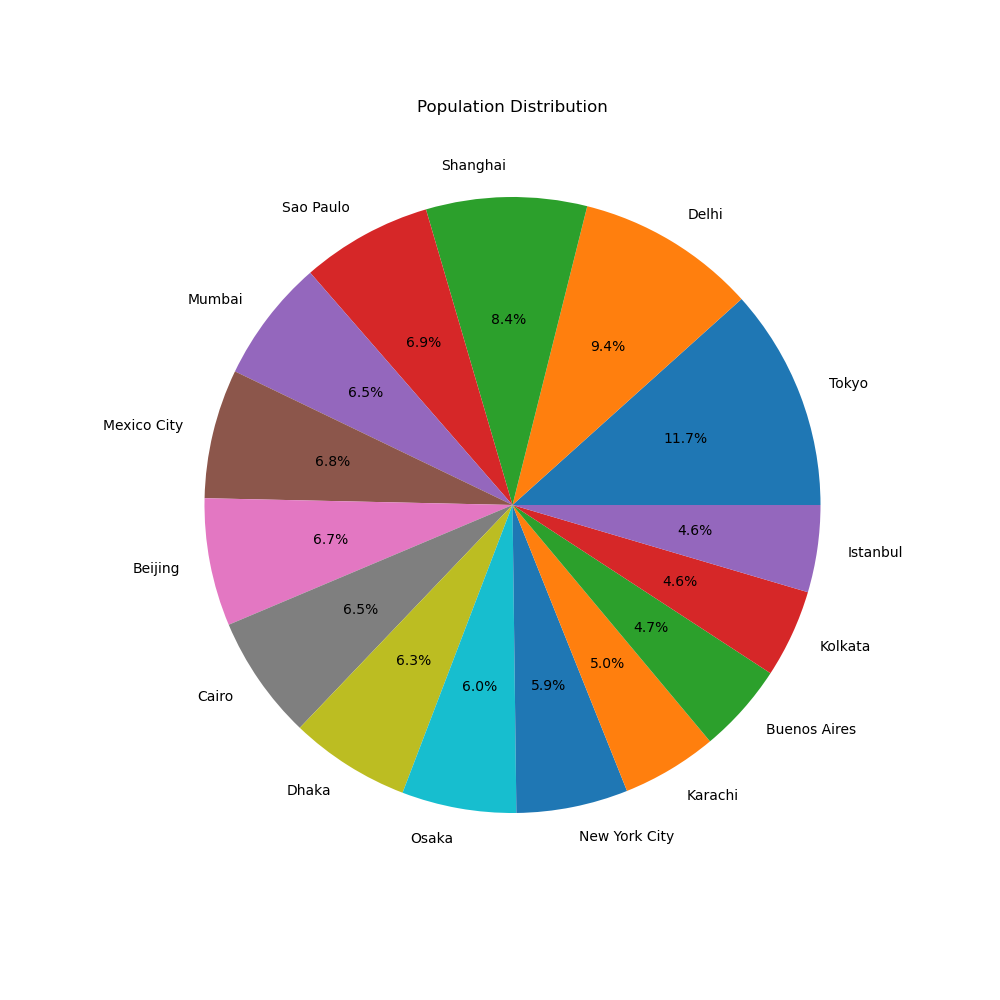 Population Distribution
Shanghai
Sao Paulo
Delhi
Mumbai
8.4%
6.9%
9.4%
Tokyo
6.5%
Mexico City
11.7%
6.8%
4.6%
6.7%
Istanbul
Beijing
4.6%
6.5%
4.7%
Kolkata
6.3%
5.0%
6.0%
5.9%
Cairo
Buenos Aires
Dhaka
Karachi
Osaka
New York City